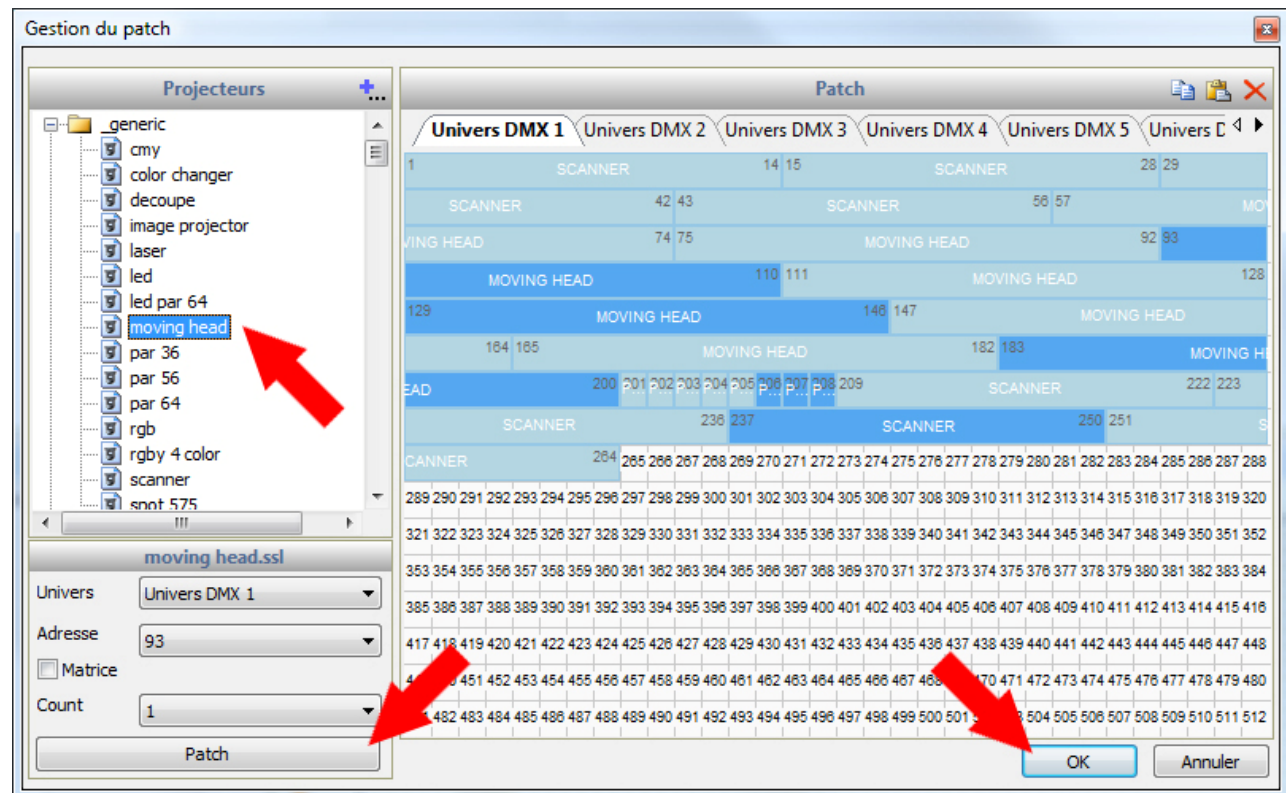 Gestion du patch
Projecteurs
_generic
cmy
color changer
decoupe
image projector
laser
led
led par 64
moving head
par 36
par 56
par 64
rgb
rgby 4 color
scanner
spot 575
moving head.ssl
Univers Univers DMX 1
Adresse 93
Matrice
Count 1
Patch
Patch
Univers DMX 1 Univers DMX 2 Univers DMX 3 Univers DMX 4 Univers DMX 5 Univers D
1 SCANNER 14 15 SCANNER 28 29
SCANNER 42 43 SCANNER 56 57 MOV
VING HEAD 74 75 MOVING HEAD 92 93
MOVING HEAD 110 111 MOVING HEAD 128
129 MOVING HEAD 146 147 MOVING HEAD
164 165 MOVING HEAD 182 183 MOVING H
EAD 200 201 202 203 204 205 206 207 208 209 SCANNER 222 223
P... P... P... P... P... P... P... P...
SCANNER 236 237 SCANNER 250 251 S
CANNER 264 265 266 267 268 269 270 271 272 273 274 275 276 277 278 279 280 281 282 283 284 285 286 287 288
289 290 291 292 293 294 295 296 297 298 299 300 301 302 303 304 305 306 307 308 309 310 311 312 313 314 315 316 317 318 319 320
321 322 323 324 325 326 327 328 329 330 331 332 333 334 335 336 337 338 339 340 341 342 343 344 345 346 347 348 349 350 351 352
353 354 355 356 357 358 359 360 361 362 363 364 365 366 367 368 369 370 371 372 373 374 375 376 377 378 379 380 381 382 383 384
385 386 387 388 389 390 391 392 393 394 395 396 397 398 399 400 401 402 403 404 405 406 407 408 409 410 411 412 413 414 415 416
417 418 419 420 421 422 423 424 425 426 427 428 429 430 431 432 433 434 435 436 437 438 439 440 441 442 443 444 445 446 447 448
451 452 453 454 455 456 457 458 459 460 461 462 463 464 465 466 467 470 471 472 473 474 475 476 477 478 479 480
482 483 484 485 486 487 488 489 490 491 492 493 494 495 496 497 498 499 500 501 504 505 506 507 508 509 510 511 512
OK Annuler